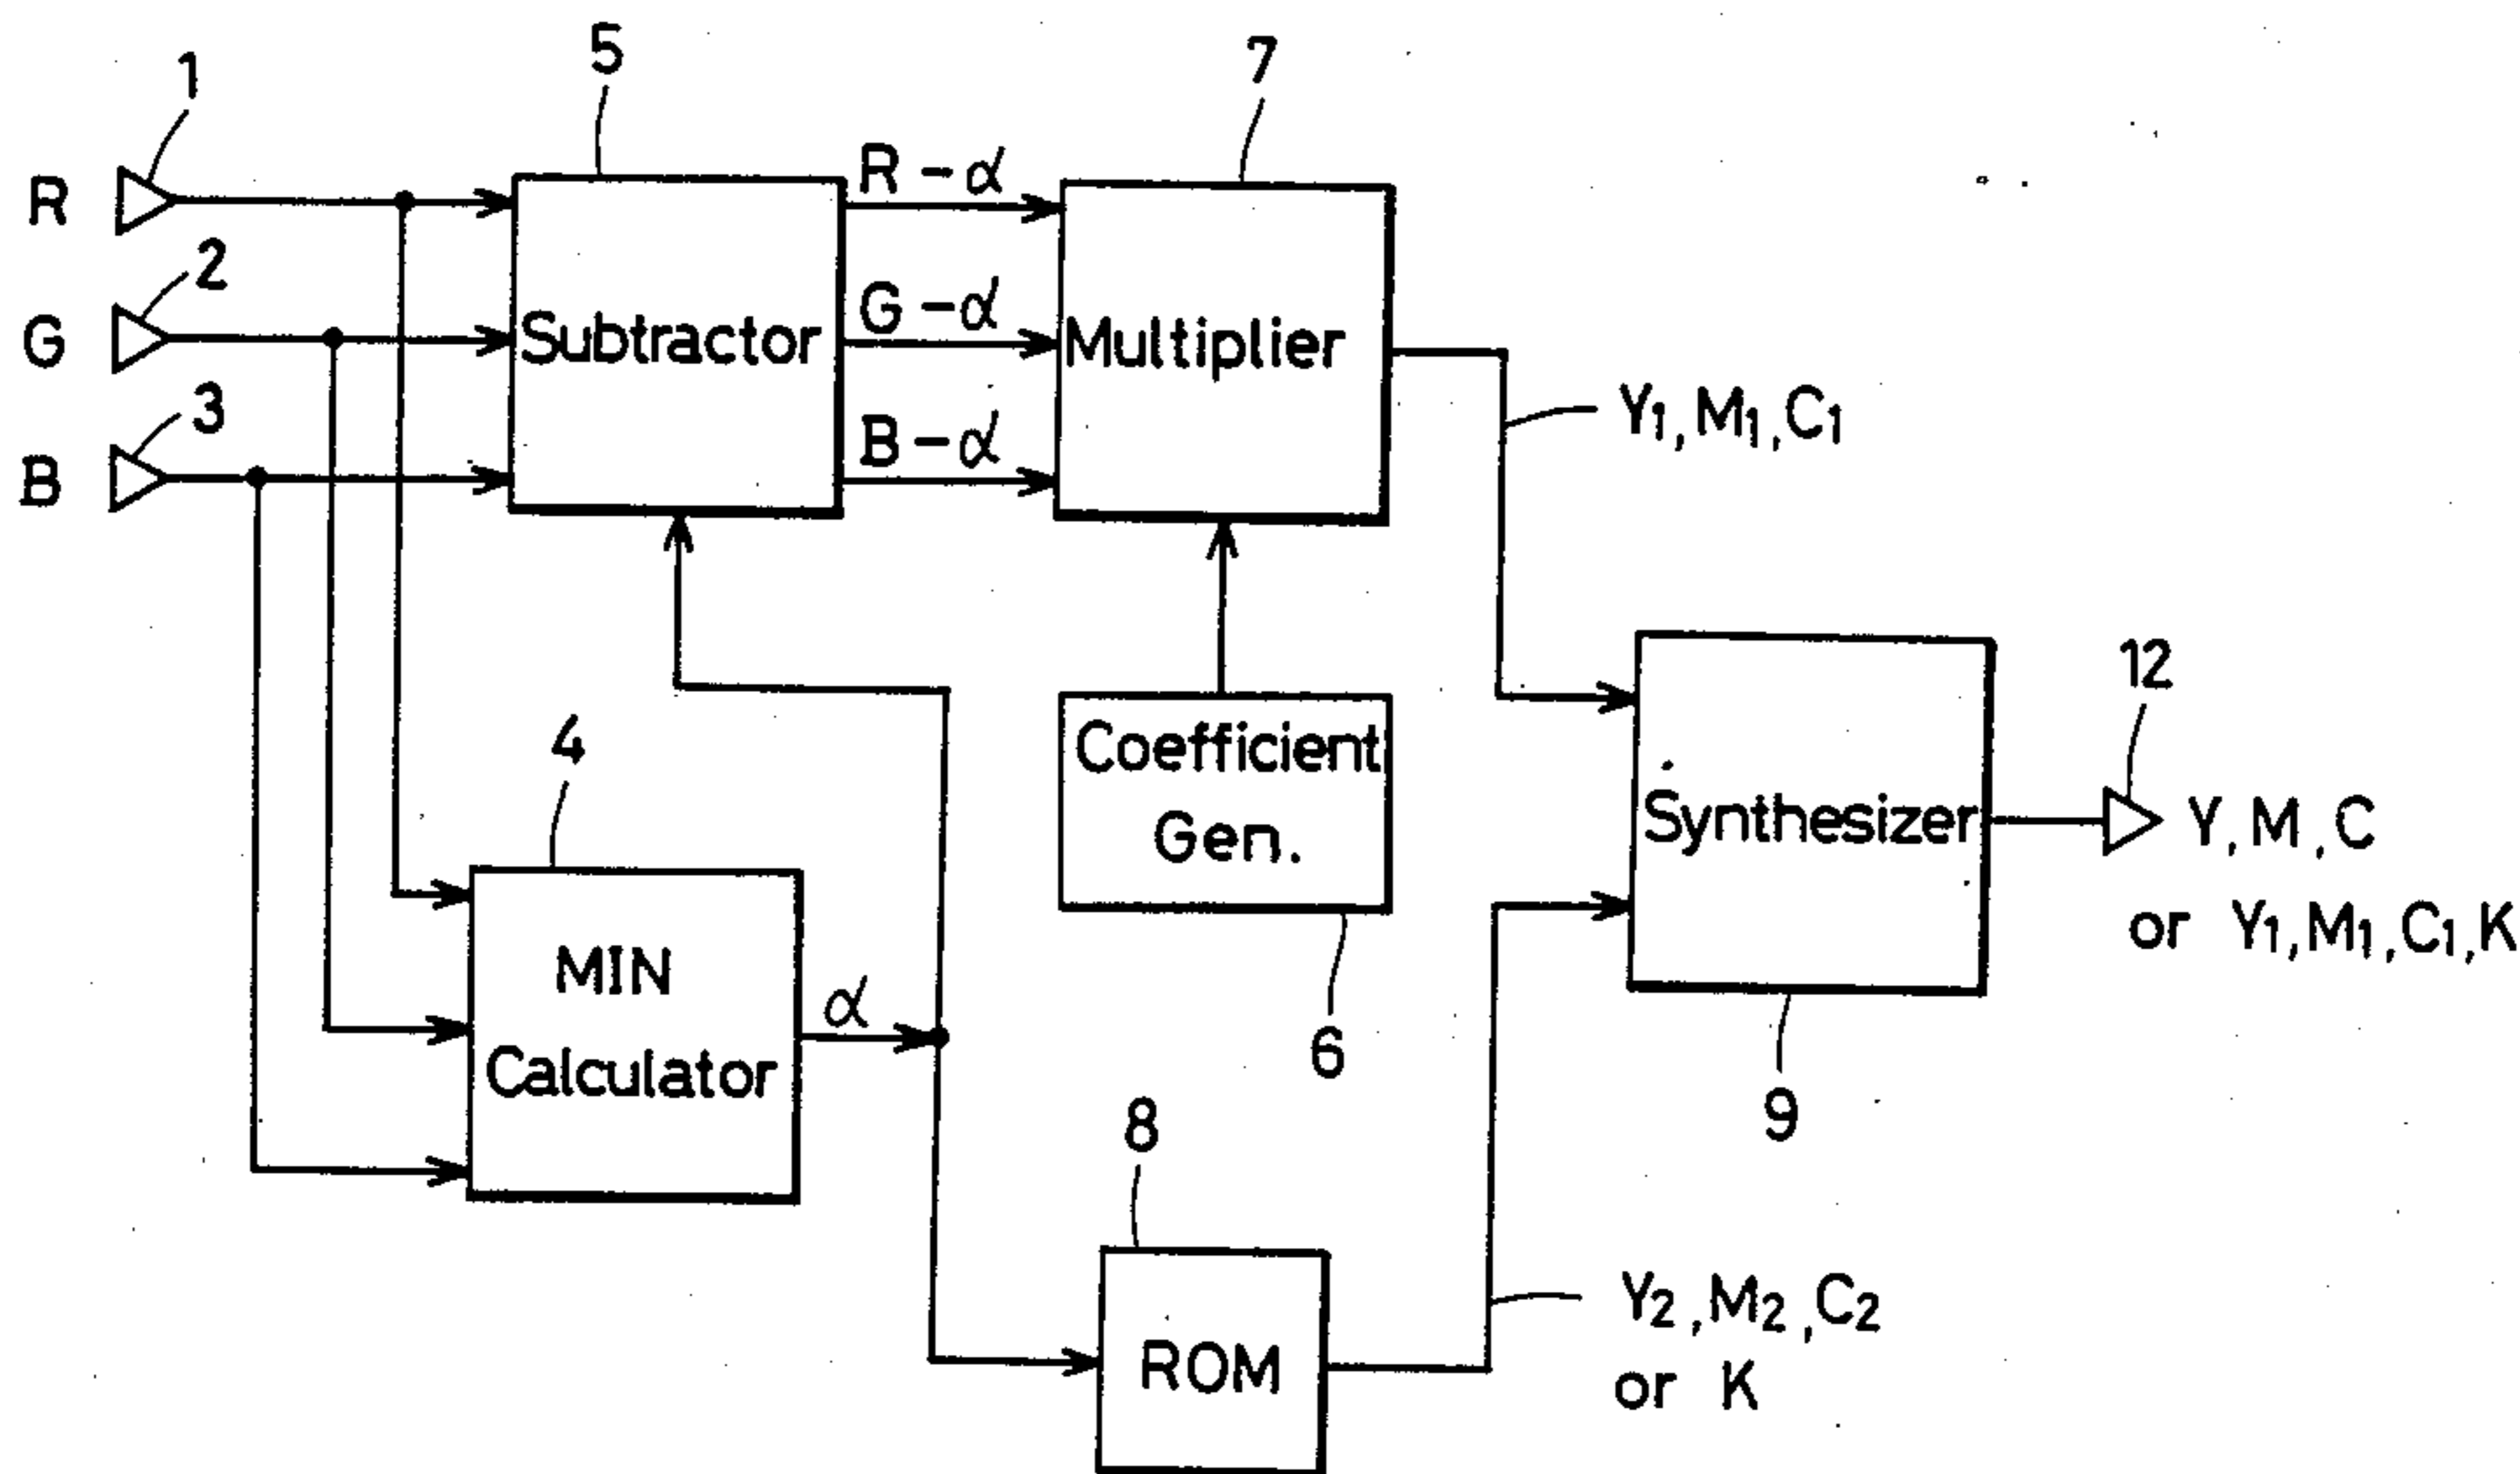 1
5
7
R
R - α
2
G
Subtractor
G - α
Multiplier
3
B
B - α
Y1, M1, C1
4
Coefficient
Gen.
12
Synthesizer
Y, M, C
or Y1, M1, C1, K
MIN
Calculator
α
6
9
8
ROM
Y2, M2, C2
or K